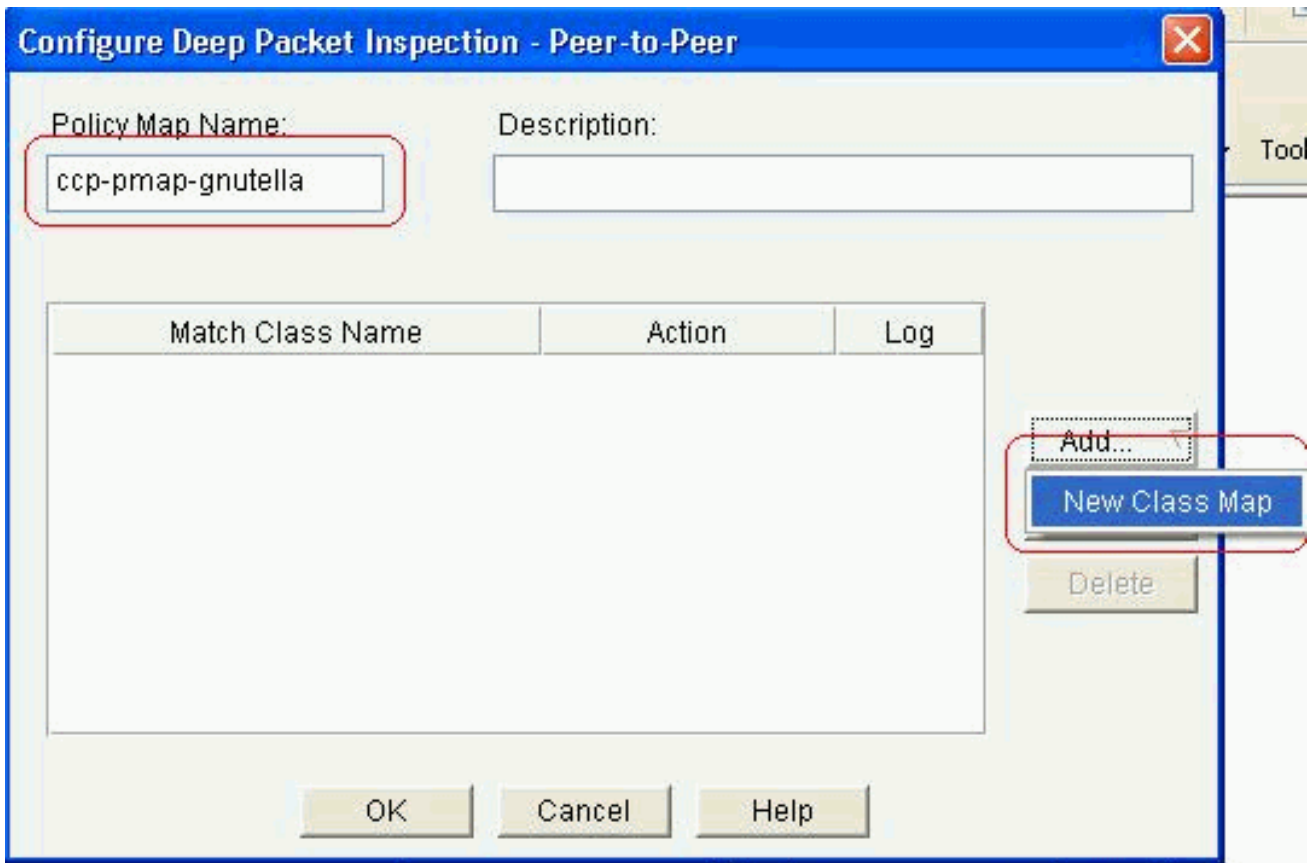 Configure Deep Packet Inspection - Peer-to-Peer
Policy Map Name:
Description:
ccp-pmap-gnutella
Match Class Name
Action
Log
Add...
New Class Map
Delete
OK
Cancel
Help